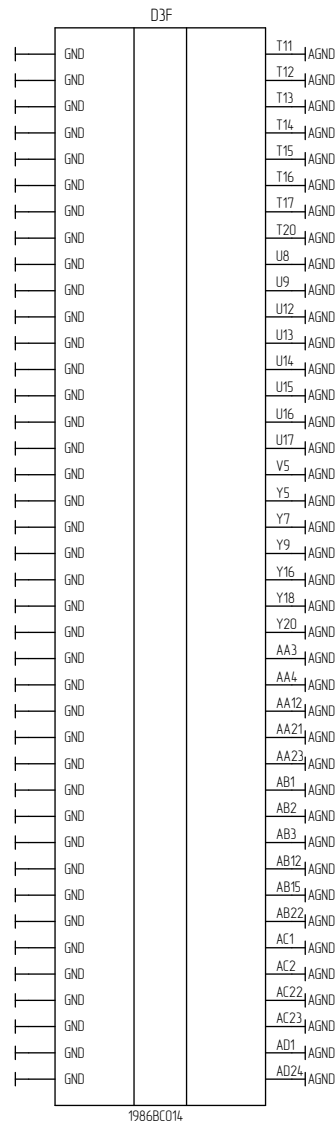 D3F
GND T11 AGND
GND T12 AGND
GND T13 AGND
GND T14 AGND
GND T15 AGND
GND T16 AGND
GND T17 AGND
GND T20 AGND
GND U8 AGND
GND U9 AGND
GND U12 AGND
GND U13 AGND
GND U14 AGND
GND U15 AGND
GND U16 AGND
GND U17 AGND
GND V5 AGND
GND Y5 AGND
GND Y7 AGND
GND Y9 AGND
GND Y16 AGND
GND Y18 AGND
GND Y20 AGND
GND AA3 AGND
GND AA4 AGND
GND AA12 AGND
GND AA21 AGND
GND AA23 AGND
GND AB1 AGND
GND AB2 AGND
GND AB3 AGND
GND AB12 AGND
GND AB15 AGND
GND AB22 AGND
GND AC1 AGND
GND AC2 AGND
GND AC22 AGND
GND AC23 AGND
GND AD1 AGND
GND AD24 AGND
1986BC014